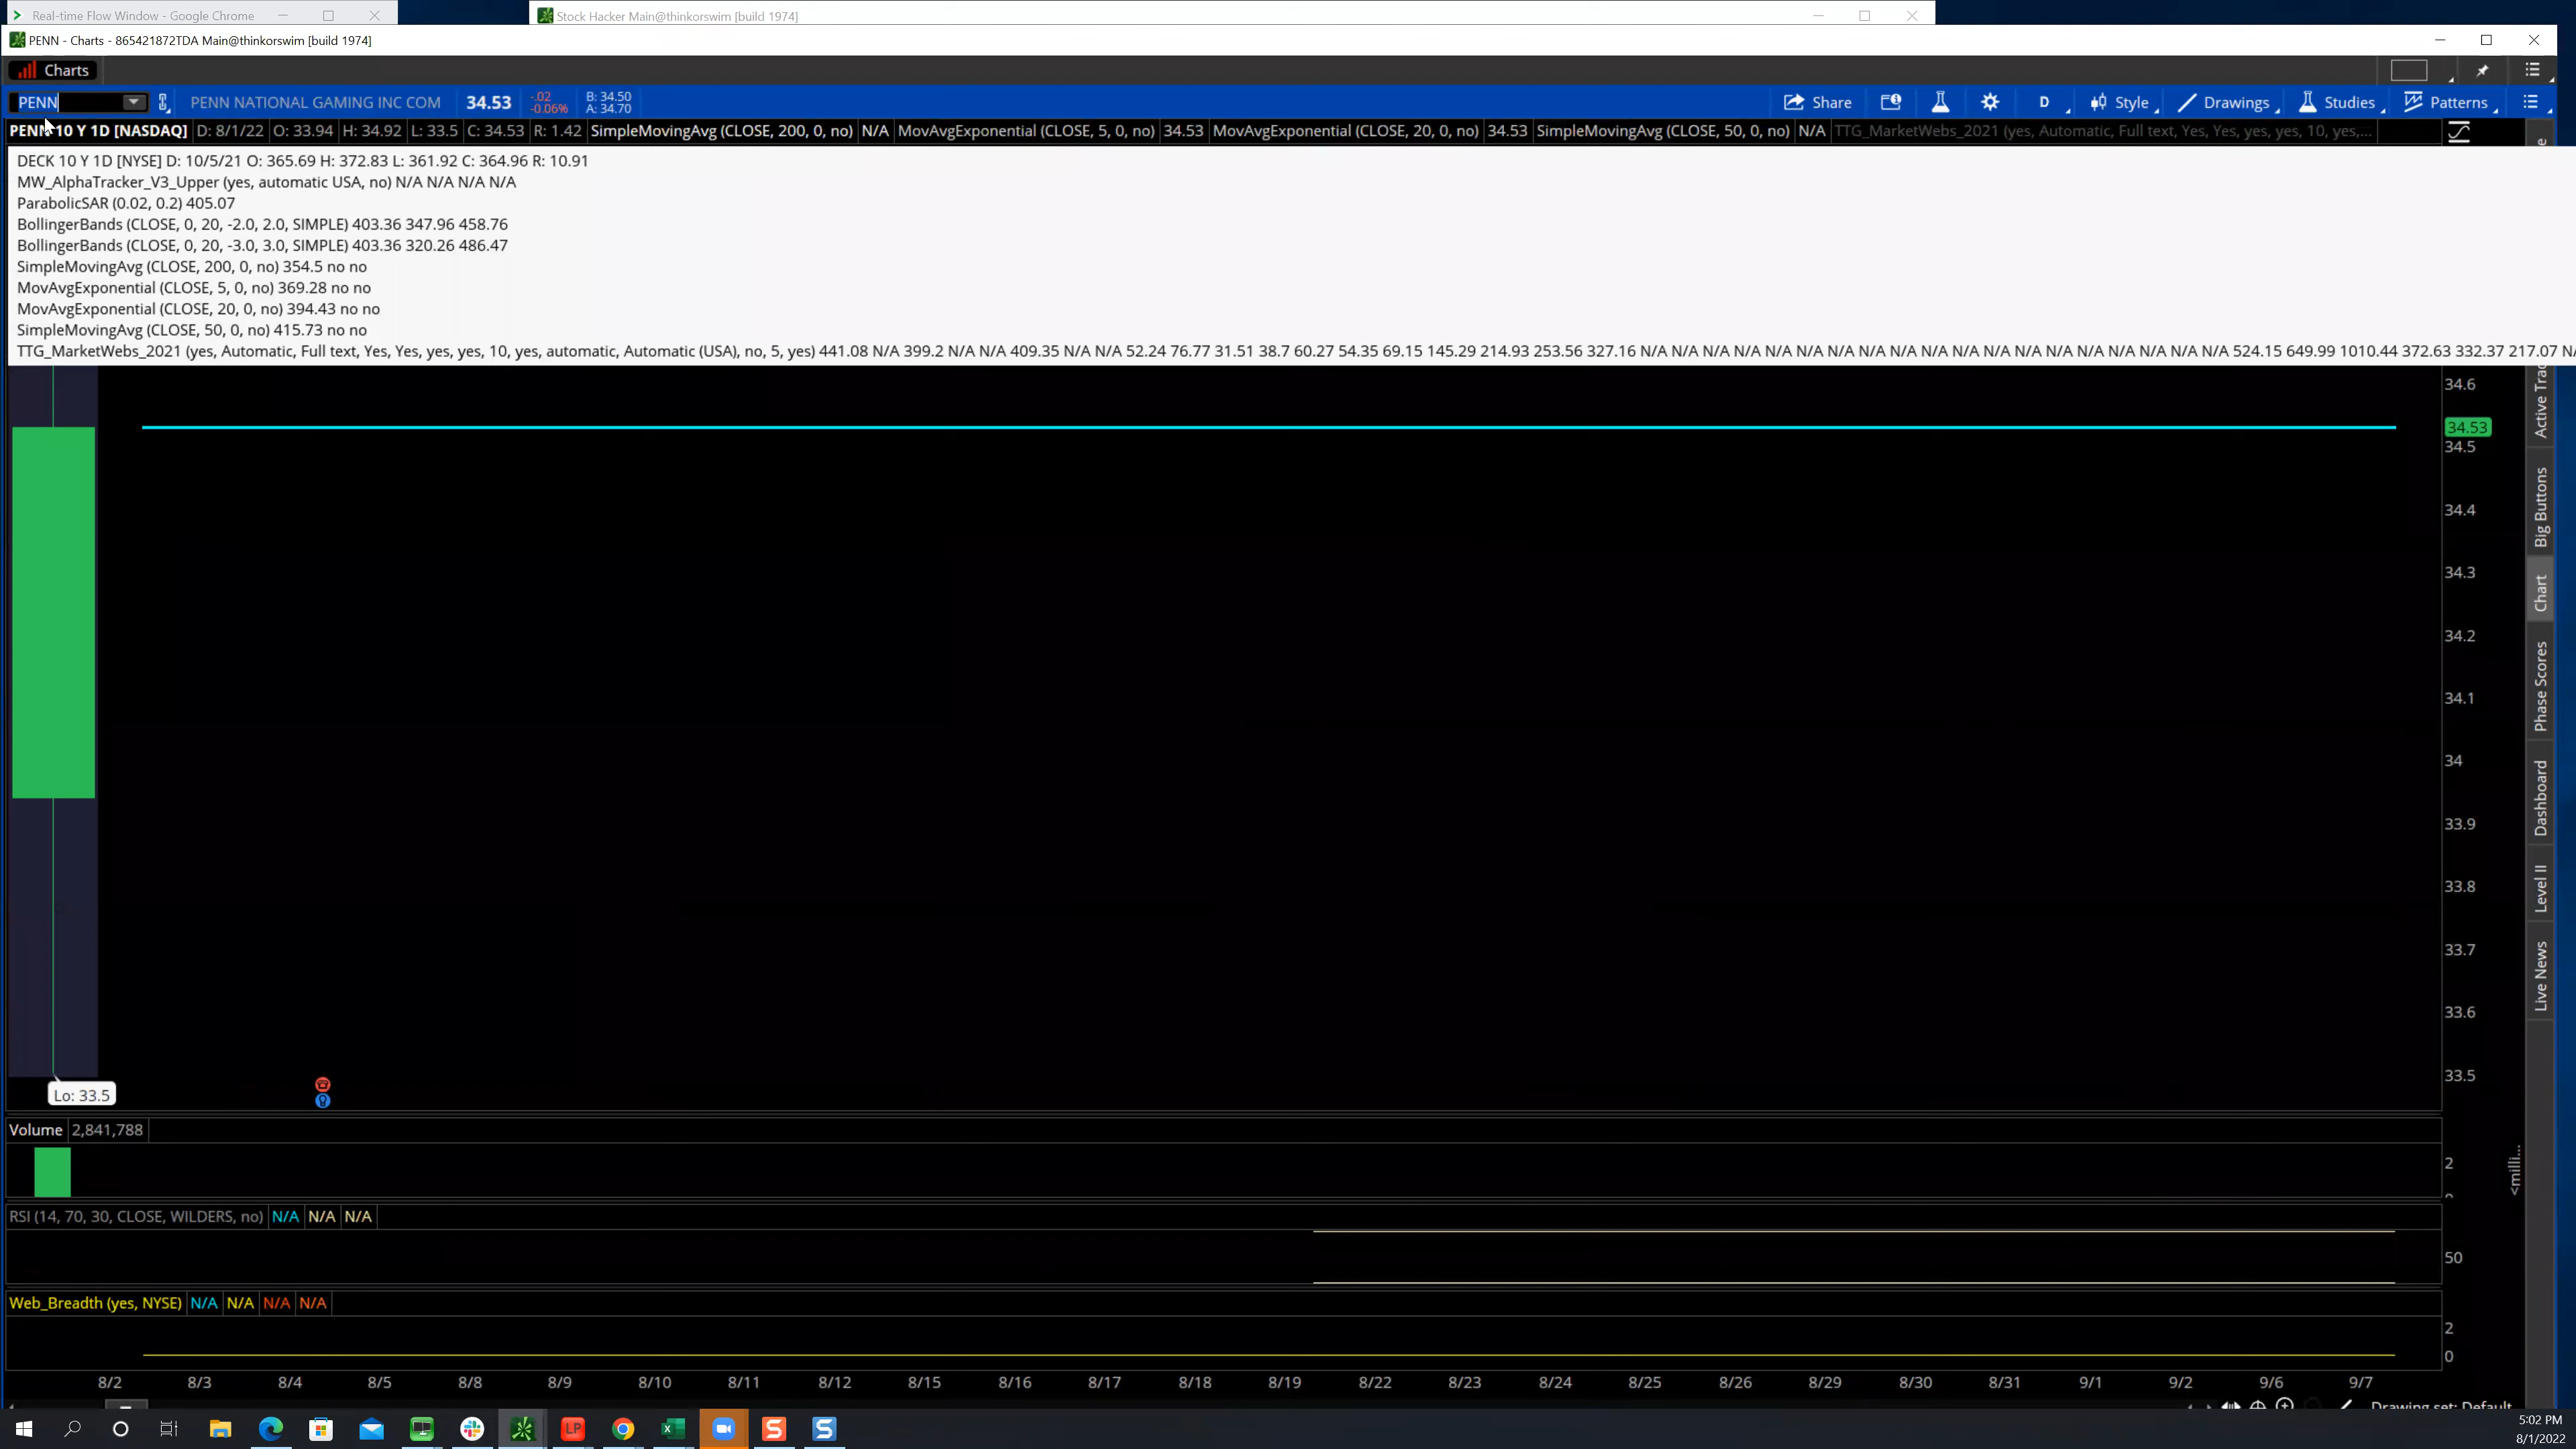 Real-time Flow Window - Google Chrome
Stock Hacker Main@thinkorswim [build 1974]
PENN - Charts - 865421872TDA Main@thinkorswim [build 1974]
Charts
PENN PENN NATIONAL GAMING INC COM 34.53 -.02 -0.06% B: 34.50 A: 34.70 Share D Style Drawings Studies Patterns
PENN 10 Y 1D [NASDAQ] D: 8/1/22 O: 33.94 H: 34.92 L: 33.5 C: 34.53 R: 1.42 SimpleMovingAvg (CLOSE, 200, 0, no) N/A MovAvgExponential (CLOSE, 5, 0, no) 34.53 MovAvgExponential (CLOSE, 20, 0, no) 34.53 SimpleMovingAvg (CLOSE, 50, 0, no) N/A TTG_MarketWebs_2021 (yes, Automatic, Full text, Yes, Yes, yes, yes, 10, yes,...
DECK 10 Y 1D [NYSE] D: 10/5/21 O: 365.69 H: 372.83 L: 361.92 C: 364.96 R: 10.91
MW_AlphaTracker_V3_Upper (yes, automatic USA, no) N/A N/A N/A N/A
ParabolicSAR (0.02, 0.2) 405.07
BollingerBands (CLOSE, 0, 20, -2.0, 2.0, SIMPLE) 403.36 347.96 458.76
BollingerBands (CLOSE, 0, 20, -3.0, 3.0, SIMPLE) 403.36 320.26 486.47
SimpleMovingAvg (CLOSE, 200, 0, no) 354.5 no no
MovAvgExponential (CLOSE, 5, 0, no) 369.28 no no
MovAvgExponential (CLOSE, 20, 0, no) 394.43 no no
SimpleMovingAvg (CLOSE, 50, 0, no) 415.73 no no
TTG_MarketWebs_2021 (yes, Automatic, Full text, Yes, Yes, yes, yes, 10, yes, automatic, Automatic (USA), no, 5, yes) 441.08 N/A 399.2 N/A N/A 409.35 N/A N/A 52.24 76.77 31.51 38.7 60.27 54.35 69.15 145.29 214.93 253.56 327.16 N/A N/A N/A N/A N/A N/A N/A N/A N/A N/A N/A N/A N/A N/A N/A N/A N/A N/A N/A 524.15 649.99 1010.44 372.63 332.37 217.07
34.6
34.53
34.5
34.4
34.3
34.2
34.1
34
33.9
33.8
33.7
33.6
33.5
Active Trad
Big Buttons
Chart
Phase Scores
Dashboard
Level II
Live News
Lo: 33.5
Volume 2,841,788
2
<milli...
RSI (14, 70, 30, CLOSE, WILDERS, no) N/A N/A N/A
50
Web_Breadth (yes, NYSE) N/A N/A N/A N/A
2
0
8/2 8/3 8/4 8/5 8/8 8/9 8/10 8/11 8/12 8/15 8/16 8/17 8/18 8/19 8/22 8/23 8/24 8/25 8/26 8/29 8/30 8/31 9/1 9/2 9/6 9/7
Drawing set: Default
LP
5:02 PM
8/1/2022